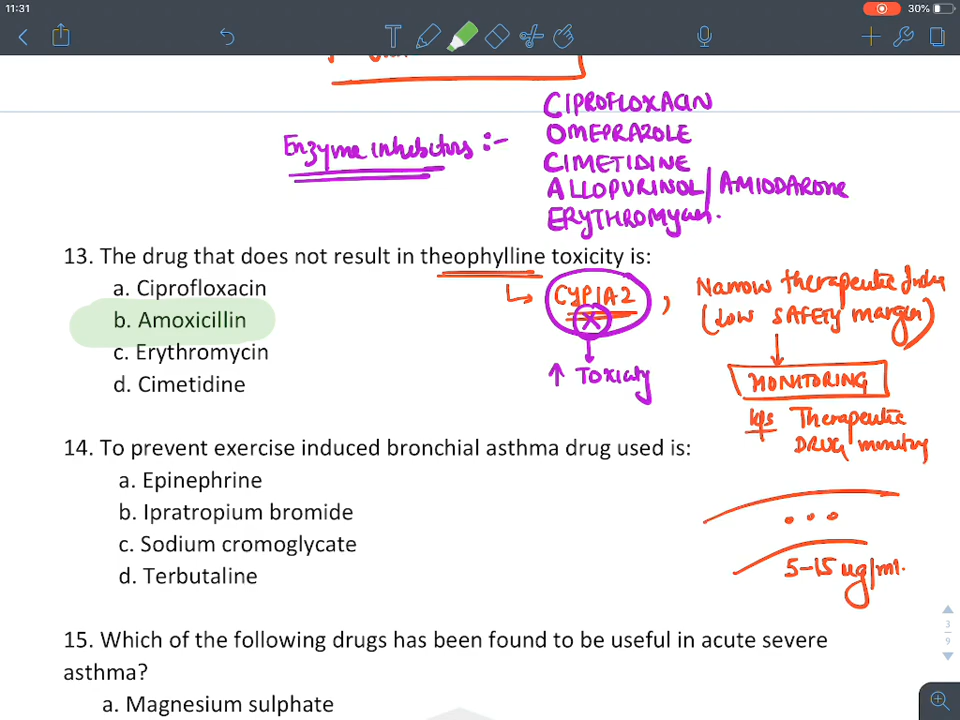 11:31
30%
Enzyme inhibitors :-
CIPROFLOXACIN
OMEPRAZOLE
CIMETIDINE
ALLOPURINOL/AMIODARONE
ERYTHROMYCIN.
13. The drug that does not result in theophylline toxicity is:
a. Ciprofloxacin
b. Amoxicillin
c. Erythromycin
d. Cimetidine
CYP1A2,
X
↑ Toxicity
Narrow therapeutic Index
(LOW SAFETY margin)
MONITORING
Therapeutic
DRUG monitoring
14. To prevent exercise induced bronchial asthma drug used is:
a. Epinephrine
b. Ipratropium bromide
c. Sodium cromoglycate
d. Terbutaline
5-15 ug/ml.
15. Which of the following drugs has been found to be useful in acute severe
asthma?
a. Magnesium sulphate
3
9